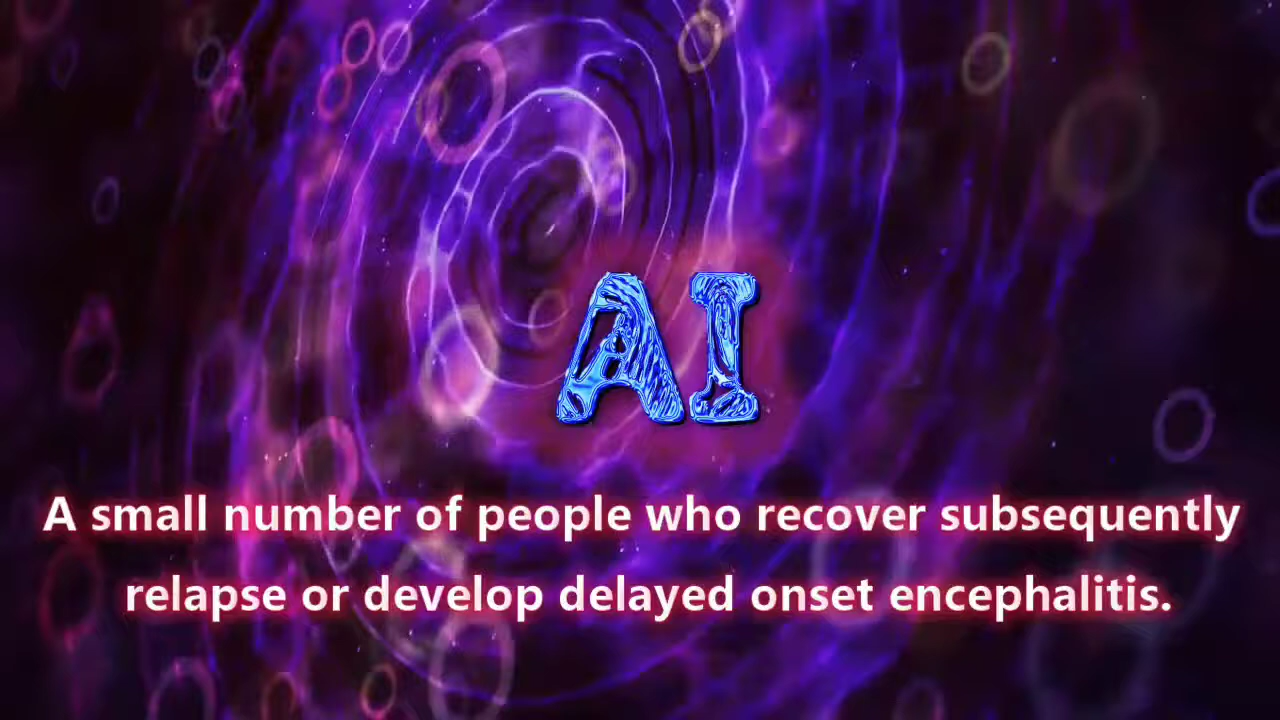 AI
A small number of people who recover subsequently
relapse or develop delayed onset encephalitis.